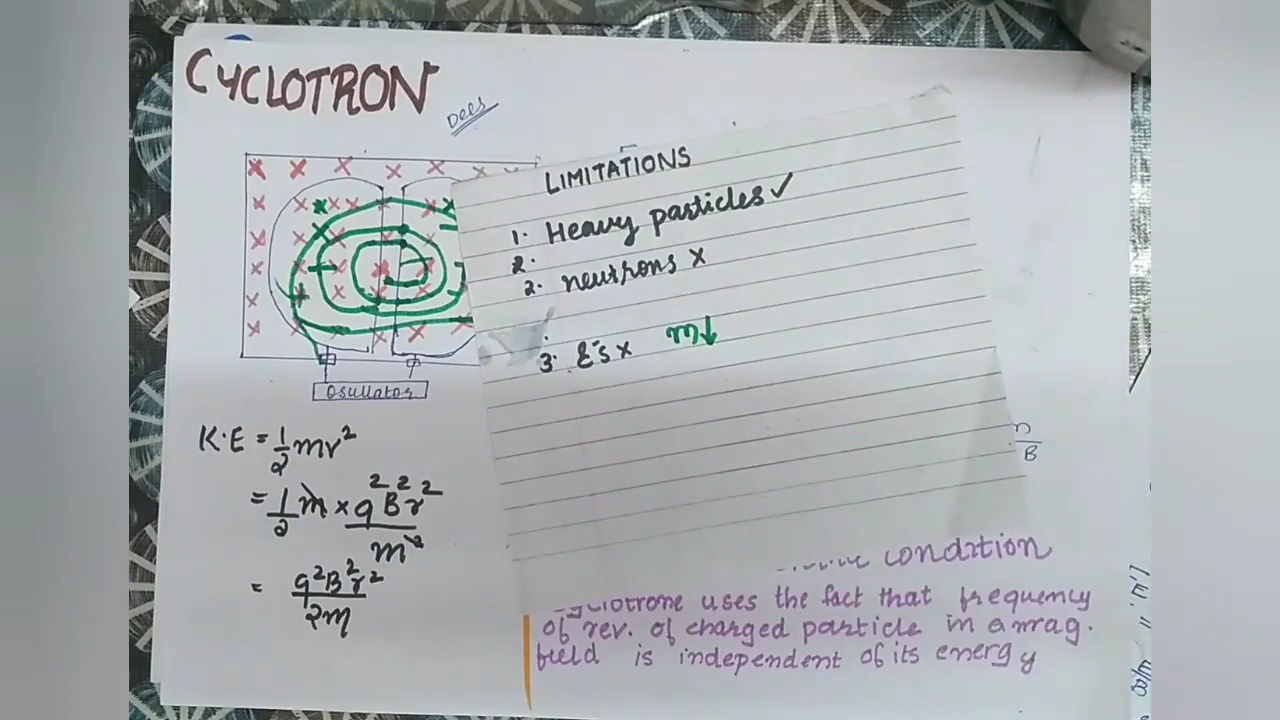 CYCLOTRON
Dees
LIMITATIONS
1. Heavy particles ✓
2.
2. neutrons X
3. E⁻s X m↓
Osullator
K.E = 1/2 mv²
= 1/2 m × q²B²r²/m²
= q²B²r²/2m
B
condition
yclotrone uses the fact that frequency
of rev. of charged particle in a mag.
field is independent of its energy